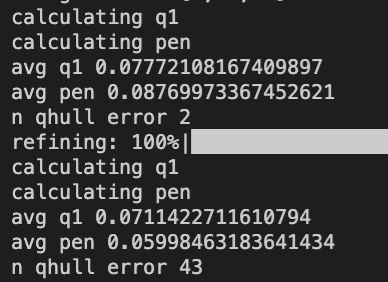 calculating q1
calculating pen
avg q1 0.07772108167409897
avg pen 0.08769973367452621
n qhull error 2
refining: 100%|
calculating q1
calculating pen
avg q1 0.0711422711610794
avg pen 0.05998463183641434
n qhull error 43